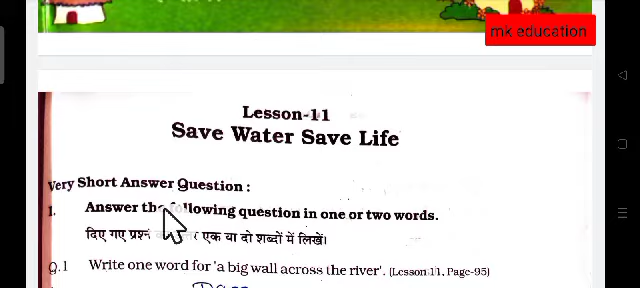 mk education
Lesson-11
Save Water Save Life
Very Short Answer Question :
1. Answer the following question in one or two words.
दिए गए प्रश्न एक या दो शब्दों में लिखें।
Q.1 Write one word for 'a big wall across the river'. (Lesson-11, Page-95)